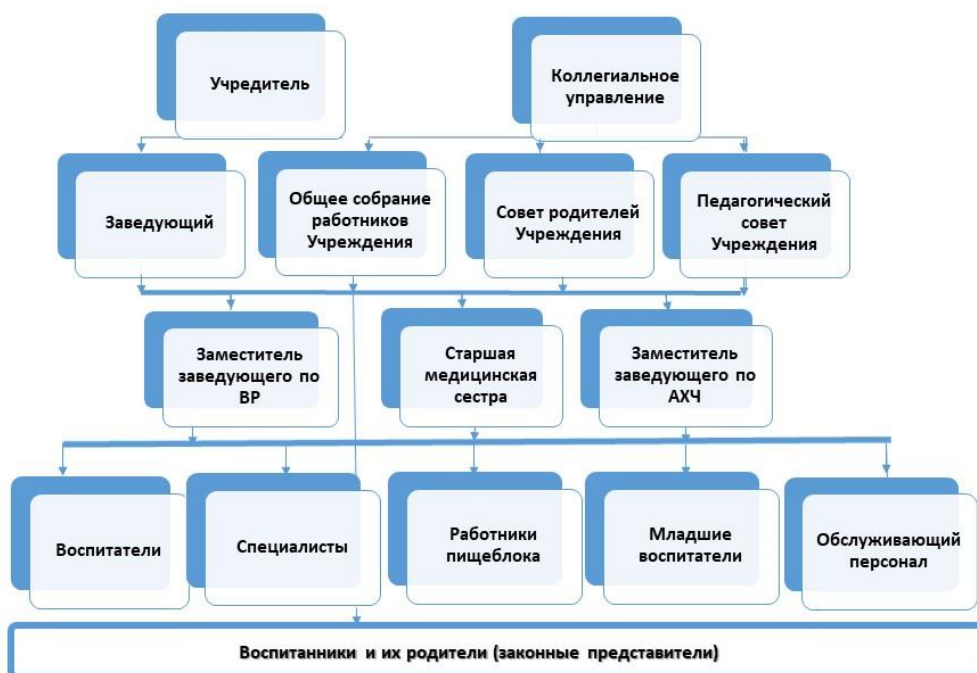 Учредитель
Коллегиальное
управление
Заведующий
Общее собрание
работников
Учреждения
Совет родителей
Учреждения
Педагогический
совет
Учреждения
Заместитель
заведующего по
ВР
Старшая
медицинская
сестра
Заместитель
заведующего по
АХЧ
Воспитатели
Специалисты
Работники
пищеблока
Младшие
воспитатели
Обслуживающий
персонал
Воспитанники и их родители (законные представители)